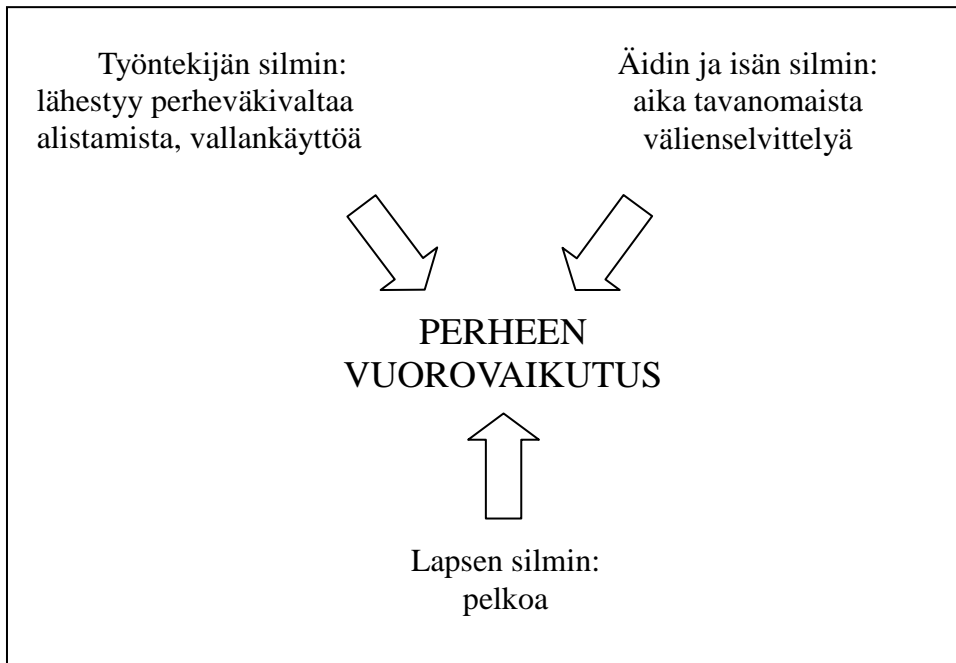 Työntekijän silmin:
lähestyy perheväkivaltaa
alistamista, vallankäyttöä
Äidin ja isän silmin:
aika tavanomaista
välienselvittelyä
PERHEEN
VUOROVAIKUTUS
Lapsen silmin:
pelkoa